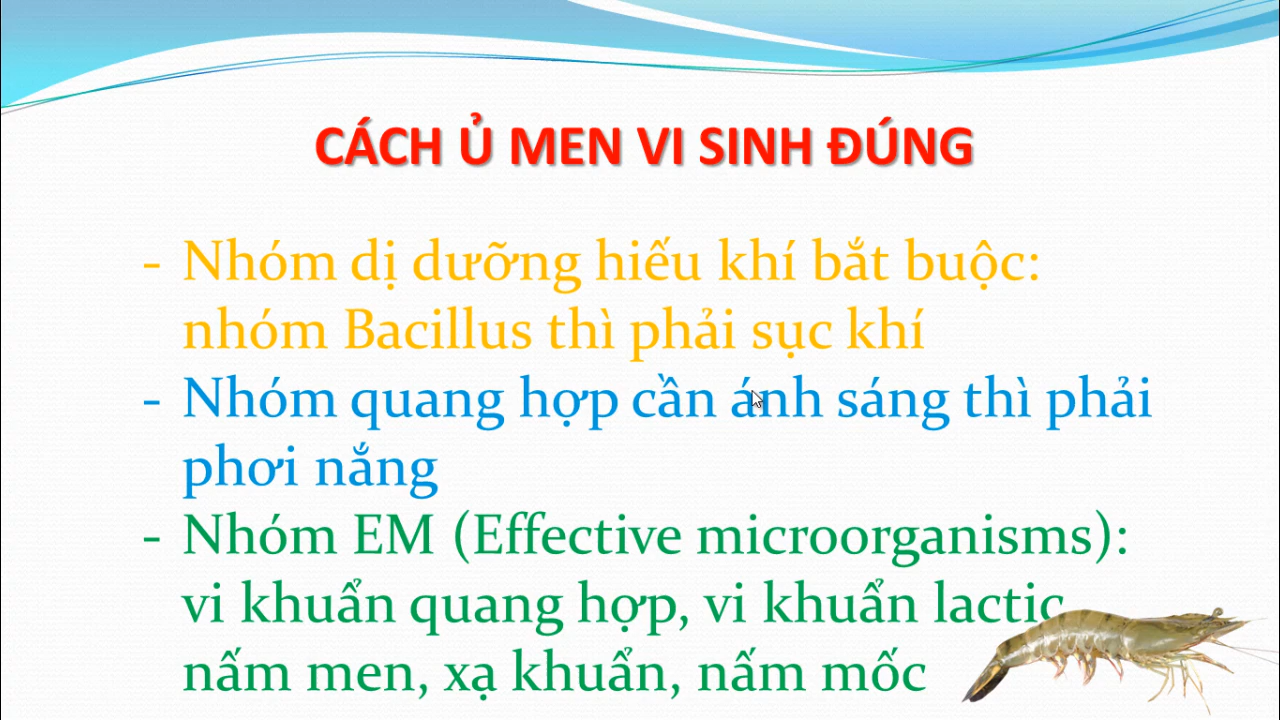 CÁCH Ủ MEN VI SINH ĐÚNG
- Nhóm dị dưỡng hiếu khí bắt buộc:
nhóm Bacillus thì phải sục khí
- Nhóm quang hợp cần ánh sáng thì phải
phơi nắng
- Nhóm EM (Effective microorganisms):
vi khuẩn quang hợp, vi khuẩn lactic
nấm men, xạ khuẩn, nấm mốc